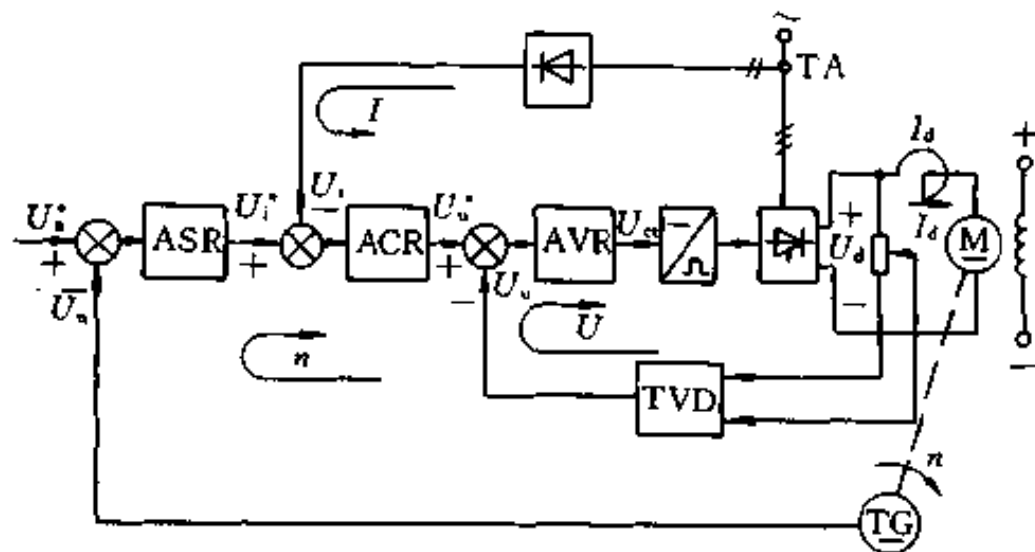 ~
TA
I
I_d
+
U_n^* U_i^* U_i U_u^* U_ct
− +
ASR ACR AVR U_d I_d M
+ + +
U_n − U_u − −
n U
TVD
−
n
TG